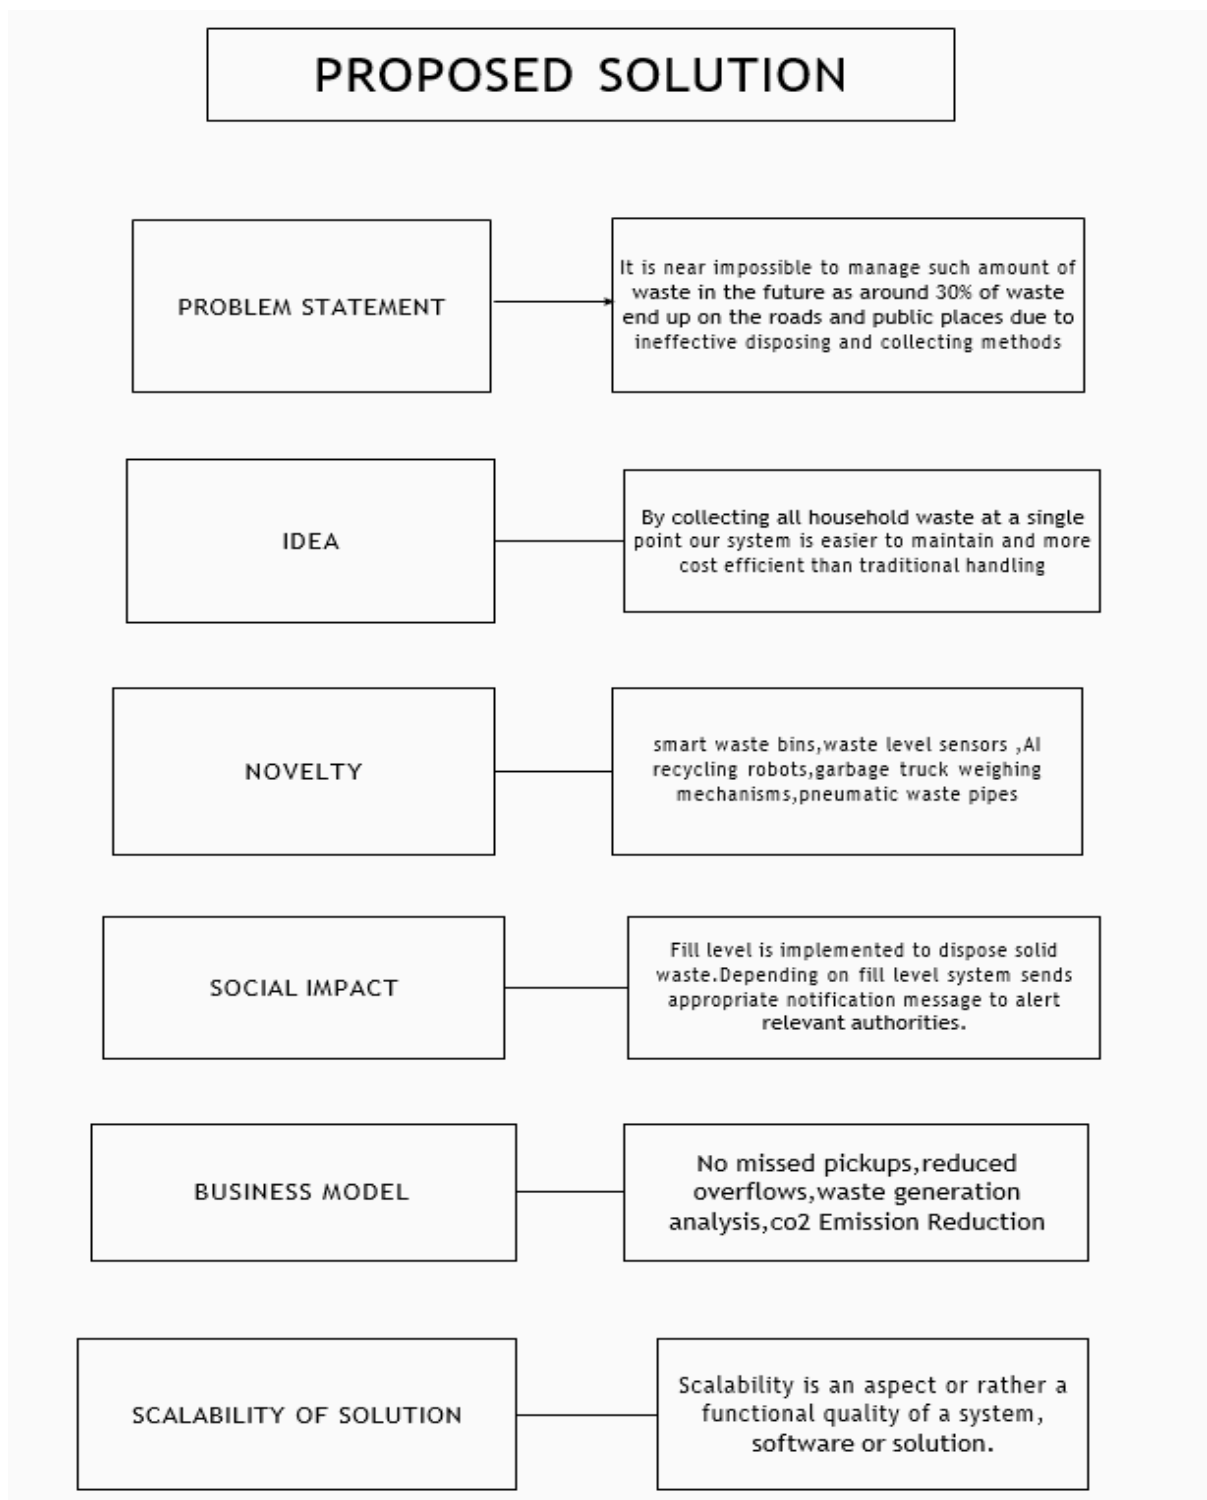 PROPOSED SOLUTION
PROBLEM STATEMENT
It is near impossible to manage such amount of
waste in the future as around 30% of waste
end up on the roads and public places due to
ineffective disposing and collecting methods
IDEA
By collecting all household waste at a single
point our system is easier to maintain and more
cost efficient than traditional handling
NOVELTY
smart waste bins,waste level sensors ,AI
recycling robots,garbage truck weighing
mechanisms,pneumatic waste pipes
SOCIAL IMPACT
Fill level is implemented to dispose solid
waste.Depending on fill level system sends
appropriate notification message to alert
relevant authorities.
BUSINESS MODEL
No missed pickups,reduced
overflows,waste generation
analysis,co2 Emission Reduction
SCALABILITY OF SOLUTION
Scalability is an aspect or rather a
functional quality of a system,
software or solution.